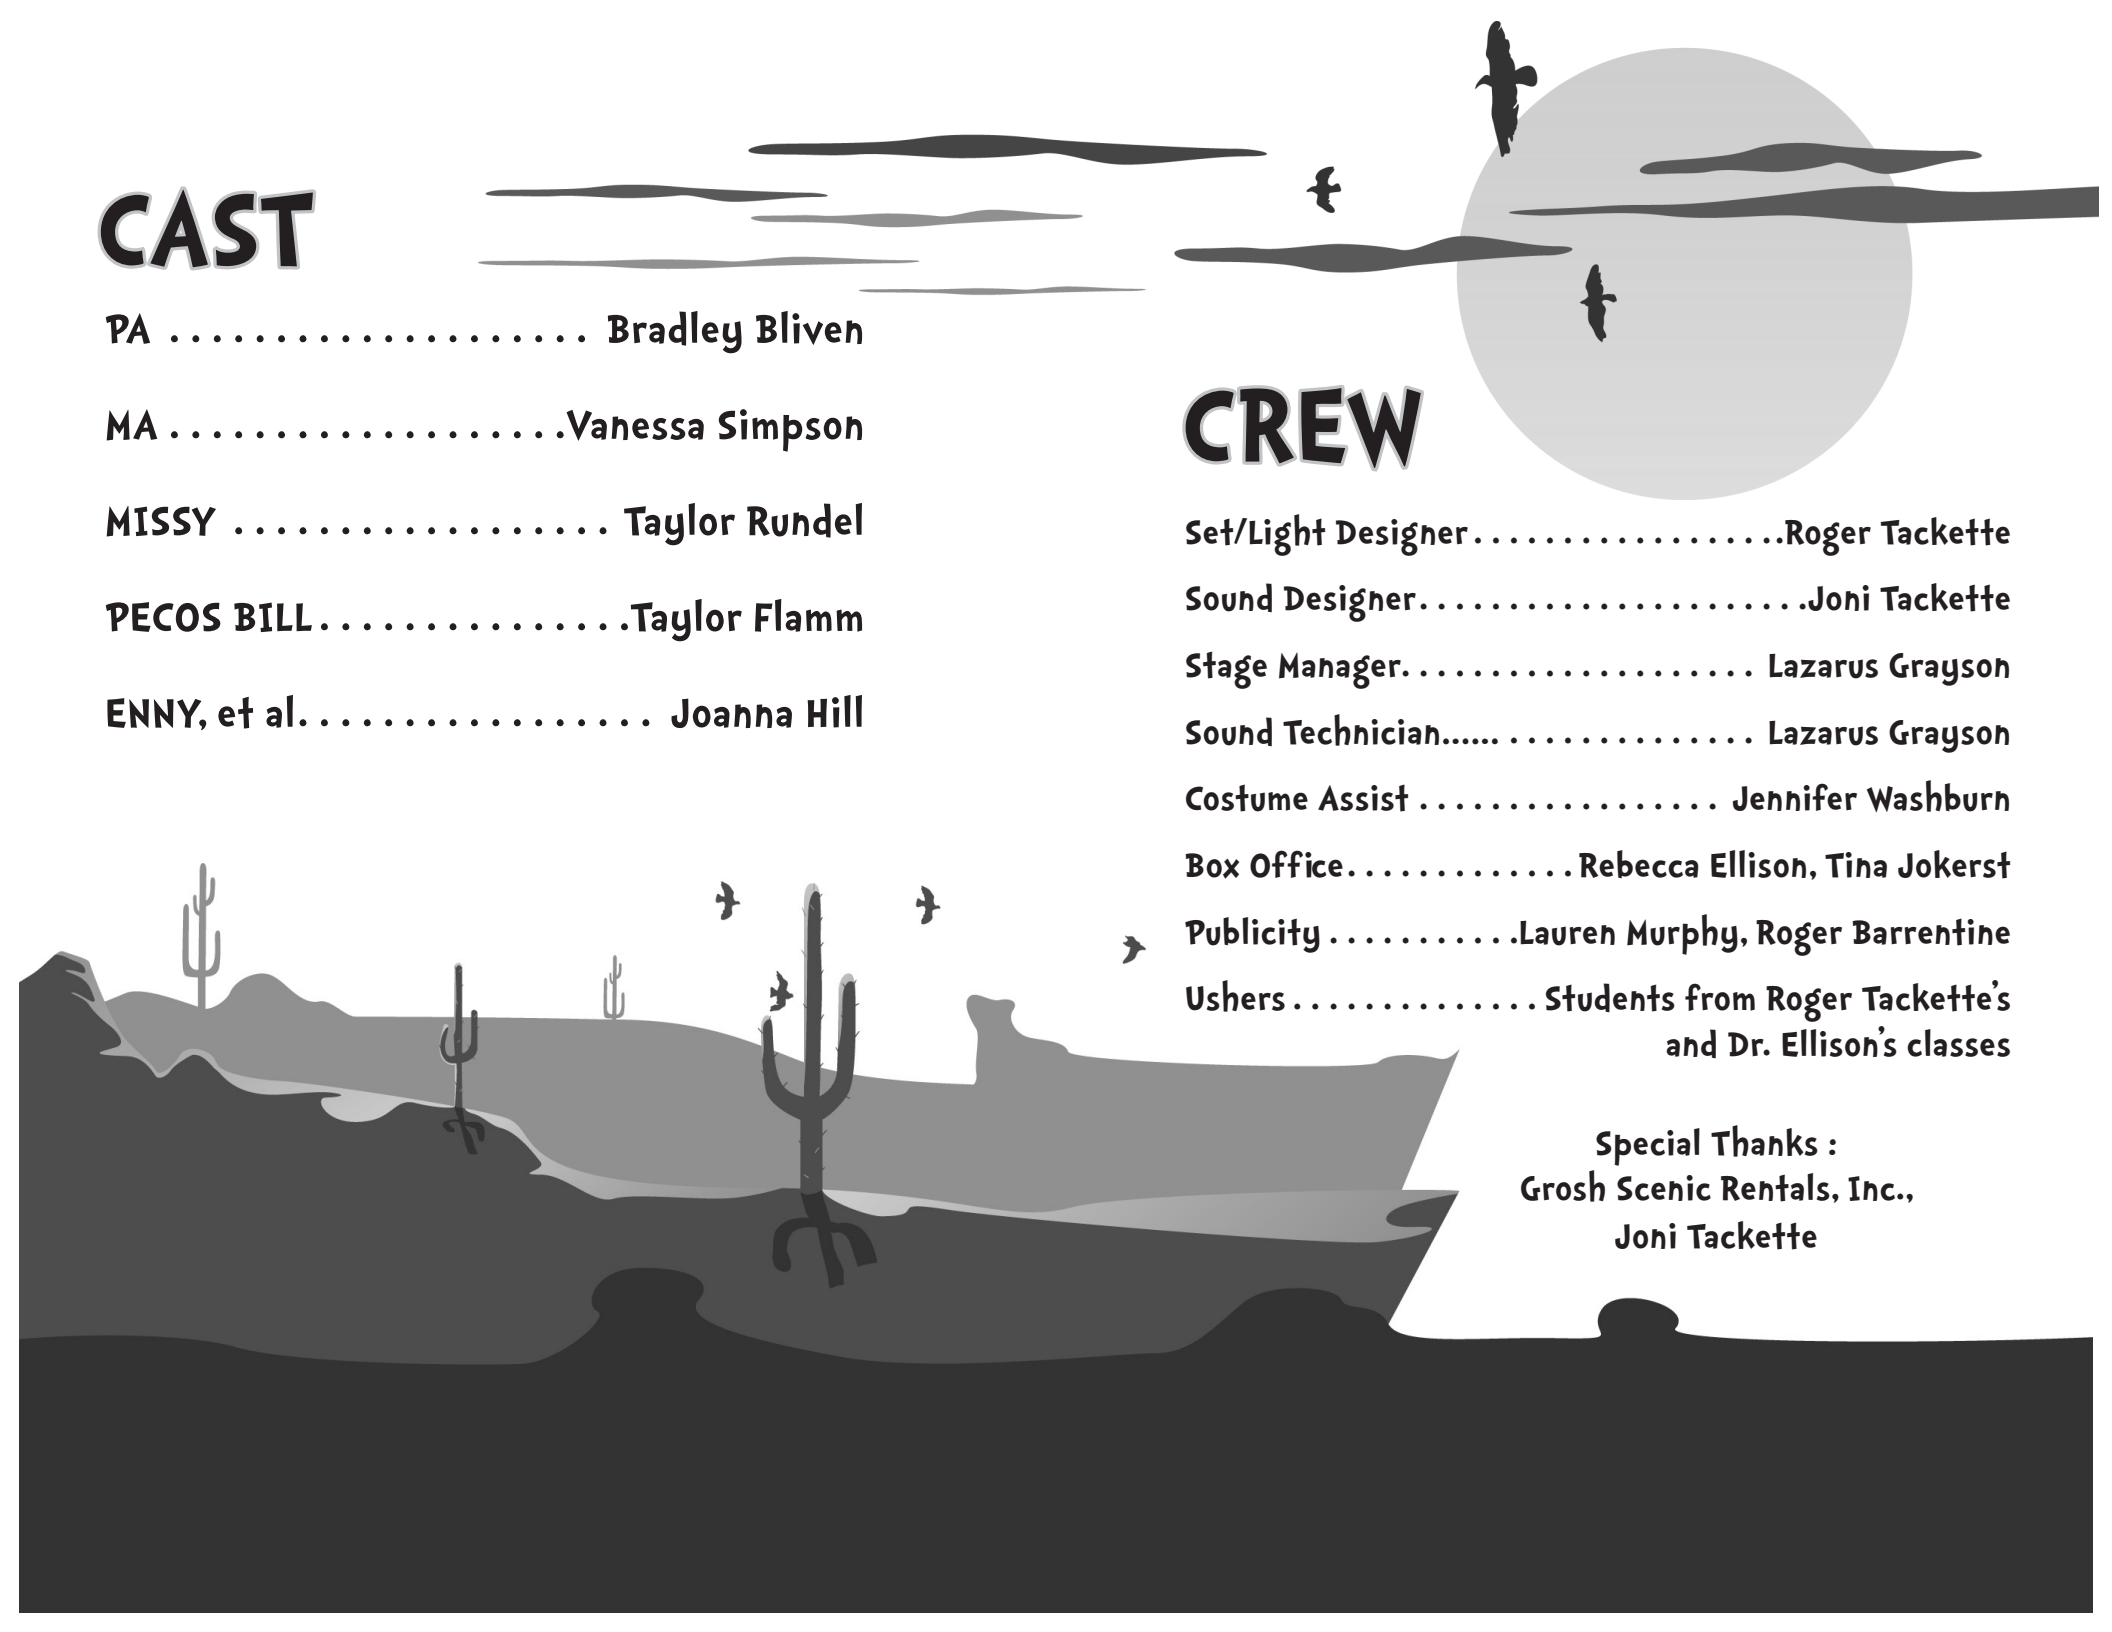 CAST
PA . . . . . . . . . . . . . . . . . . . . Bradley Bliven
MA . . . . . . . . . . . . . . . . . . .Vanessa Simpson
MISSY . . . . . . . . . . . . . . . . . . Taylor Rundel
PECOS BILL. . . . . . . . . . . . . . .Taylor Flamm
ENNY, et al. . . . . . . . . . . . . . . . . Joanna Hill
CREW
Set/Light Designer. . . . . . . . . . . . . . . . . .Roger Tackette
Sound Designer. . . . . . . . . . . . . . . . . . . . . .Joni Tackette
Stage Manager. . . . . . . . . . . . . . . . . . . . Lazarus Grayson
Sound Technician...... . . . . . . . . . . . . . . Lazarus Grayson
Costume Assist . . . . . . . . . . . . . . . . . Jennifer Washburn
Box Office. . . . . . . . . . . . . Rebecca Ellison, Tina Jokerst
Publicity . . . . . . . . . . .Lauren Murphy, Roger Barrentine
Ushers . . . . . . . . . . . . . . Students from Roger Tackette's
and Dr. Ellison's classes
Special Thanks :
Grosh Scenic Rentals, Inc.,
Joni Tackette